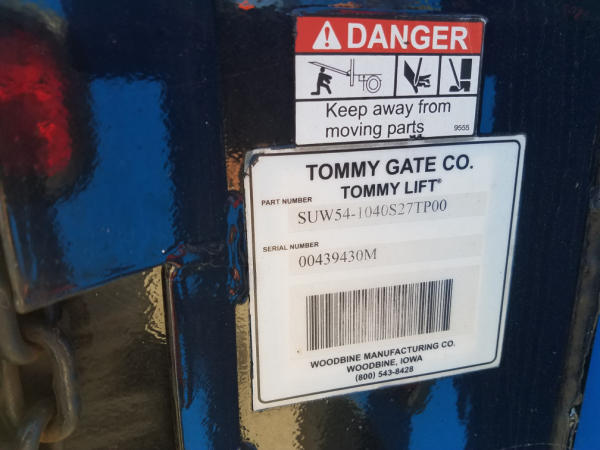 DANGER
Keep away from
moving parts
9555
TOMMY GATE CO.
TOMMY LIFT®
PART NUMBER
SUW54-1040S27TP00
SERIAL NUMBER
00439430M
WOODBINE MANUFACTURING CO.
WOODBINE, IOWA
(800) 543-8428